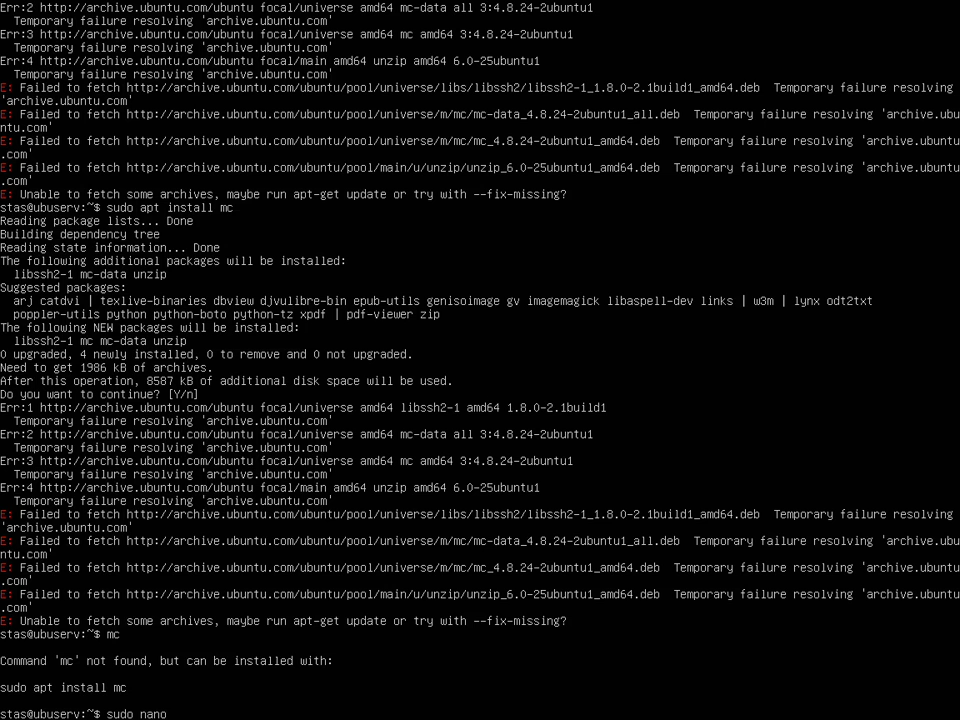 Err:2 http://archive.ubuntu.com/ubuntu focal/universe amd64 mc-data all 3:4.8.24-2ubuntu1
  Temporary failure resolving 'archive.ubuntu.com'
Err:3 http://archive.ubuntu.com/ubuntu focal/universe amd64 mc amd64 3:4.8.24-2ubuntu1
  Temporary failure resolving 'archive.ubuntu.com'
Err:4 http://archive.ubuntu.com/ubuntu focal/main amd64 unzip amd64 6.0-25ubuntu1
  Temporary failure resolving 'archive.ubuntu.com'
E: Failed to fetch http://archive.ubuntu.com/ubuntu/pool/universe/libs/libssh2/libssh2-1_1.8.0-2.1build1_amd64.deb  Temporary failure resolving
'archive.ubuntu.com'
E: Failed to fetch http://archive.ubuntu.com/ubuntu/pool/universe/m/mc/mc-data_4.8.24-2ubuntu1_all.deb  Temporary failure resolving 'archive.ubu
ntu.com'
E: Failed to fetch http://archive.ubuntu.com/ubuntu/pool/universe/m/mc/mc_4.8.24-2ubuntu1_amd64.deb  Temporary failure resolving 'archive.ubuntu
.com'
E: Failed to fetch http://archive.ubuntu.com/ubuntu/pool/main/u/unzip/unzip_6.0-25ubuntu1_amd64.deb  Temporary failure resolving 'archive.ubuntu
.com'
E: Unable to fetch some archives, maybe run apt-get update or try with --fix-missing?
stas@ubuserv:~$ sudo apt install mc
Reading package lists... Done
Building dependency tree
Reading state information... Done
The following additional packages will be installed:
  libssh2-1 mc-data unzip
Suggested packages:
  arj catdvi | texlive-binaries dbview djvulibre-bin epub-utils genisoimage gv imagemagick libaspell-dev links | w3m | lynx odt2txt
  poppler-utils python python-boto python-tz xpdf | pdf-viewer zip
The following NEW packages will be installed:
  libssh2-1 mc mc-data unzip
0 upgraded, 4 newly installed, 0 to remove and 0 not upgraded.
Need to get 1986 kB of archives.
After this operation, 8587 kB of additional disk space will be used.
Do you want to continue? [Y/n]
Err:1 http://archive.ubuntu.com/ubuntu focal/universe amd64 libssh2-1 amd64 1.8.0-2.1build1
  Temporary failure resolving 'archive.ubuntu.com'
Err:2 http://archive.ubuntu.com/ubuntu focal/universe amd64 mc-data all 3:4.8.24-2ubuntu1
  Temporary failure resolving 'archive.ubuntu.com'
Err:3 http://archive.ubuntu.com/ubuntu focal/universe amd64 mc amd64 3:4.8.24-2ubuntu1
  Temporary failure resolving 'archive.ubuntu.com'
Err:4 http://archive.ubuntu.com/ubuntu focal/main amd64 unzip amd64 6.0-25ubuntu1
  Temporary failure resolving 'archive.ubuntu.com'
E: Failed to fetch http://archive.ubuntu.com/ubuntu/pool/universe/libs/libssh2/libssh2-1_1.8.0-2.1build1_amd64.deb  Temporary failure resolving
'archive.ubuntu.com'
E: Failed to fetch http://archive.ubuntu.com/ubuntu/pool/universe/m/mc/mc-data_4.8.24-2ubuntu1_all.deb  Temporary failure resolving 'archive.ubu
ntu.com'
E: Failed to fetch http://archive.ubuntu.com/ubuntu/pool/universe/m/mc/mc_4.8.24-2ubuntu1_amd64.deb  Temporary failure resolving 'archive.ubuntu
.com'
E: Failed to fetch http://archive.ubuntu.com/ubuntu/pool/main/u/unzip/unzip_6.0-25ubuntu1_amd64.deb  Temporary failure resolving 'archive.ubuntu
.com'
E: Unable to fetch some archives, maybe run apt-get update or try with --fix-missing?
stas@ubuserv:~$ mc
Command 'mc' not found, but can be installed with:
sudo apt install mc
stas@ubuserv:~$ sudo nano